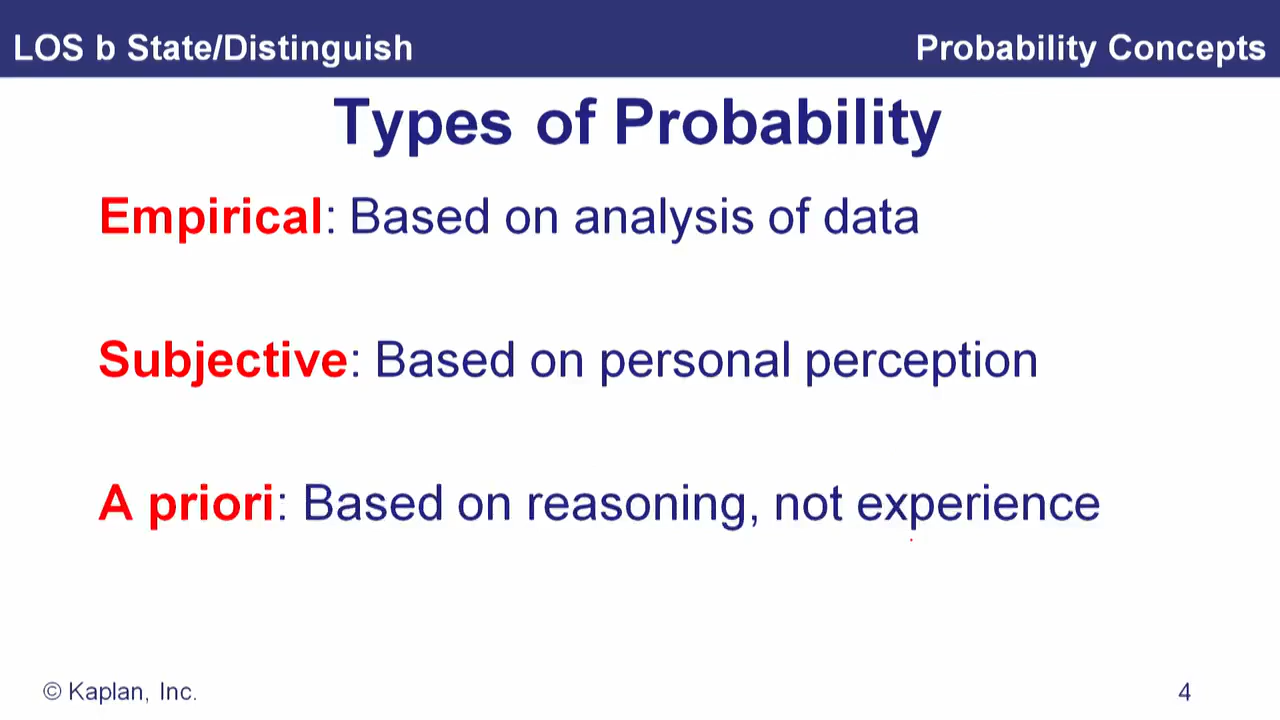 LOS b State/Distinguish
Probability Concepts
Types of Probability
Empirical: Based on analysis of data
Subjective: Based on personal perception
A priori: Based on reasoning, not experience
© Kaplan, Inc.
4